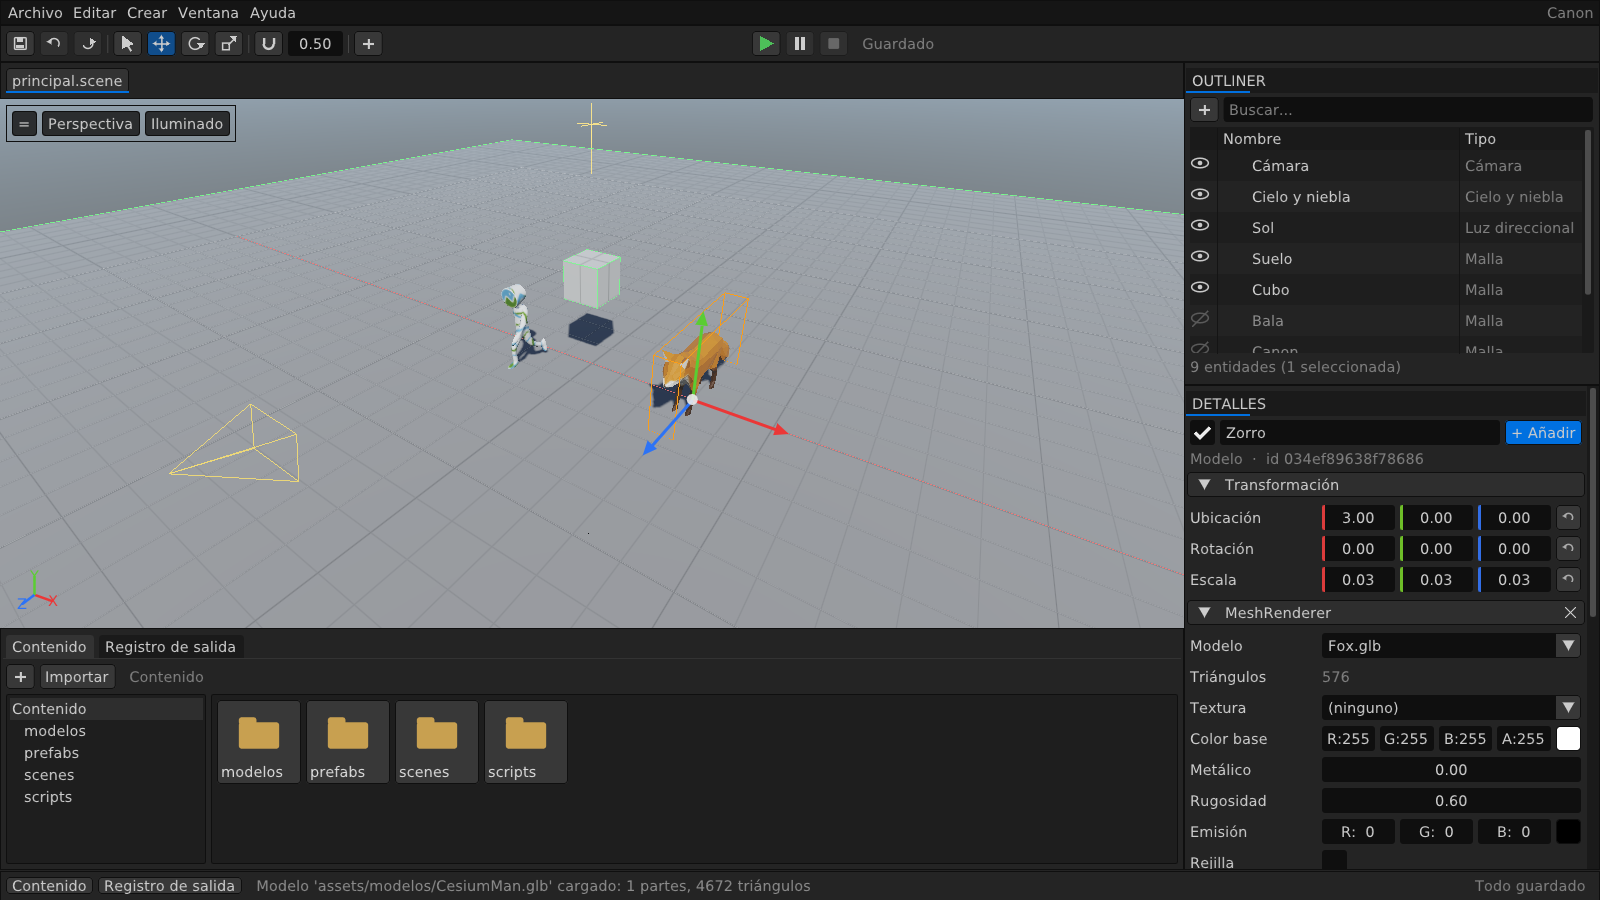 Archivo Editar Crear Ventana Ayuda Canon
0.50 Guardado
principal.scene
= Perspectiva Iluminado
Y
Z X
OUTLINER
+ Buscar...
Nombre Tipo
Cámara Cámara
Cielo y niebla Cielo y niebla
Sol Luz direccional
Suelo Malla
Cubo Malla
Bala Malla
Canon Malla
9 entidades (1 seleccionada)
DETALLES
Zorro + Añadir
Modelo · id 034ef89638f78686
Transformación
Ubicación 3.00 0.00 0.00
Rotación 0.00 0.00 0.00
Escala 0.03 0.03 0.03
MeshRenderer
Modelo Fox.glb
Triángulos 576
Textura (ninguno)
Color base R:255 G:255 B:255 A:255
Metálico 0.00
Rugosidad 0.60
Emisión R: 0 G: 0 B: 0
Rejilla
Contenido Registro de salida
+ Importar Contenido
Contenido
modelos
prefabs
scenes
scripts
modelos prefabs scenes scripts
Contenido Registro de salida Modelo 'assets/modelos/CesiumMan.glb' cargado: 1 partes, 4672 triángulos Todo guardado